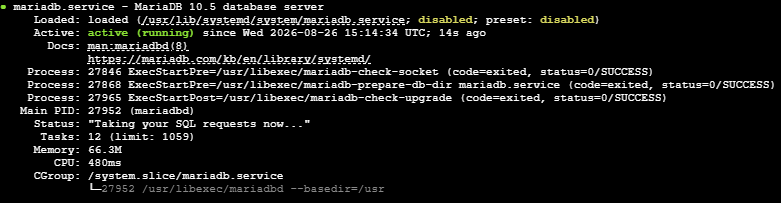 ● mariadb.service - MariaDB 10.5 database server
Loaded: loaded (/usr/lib/systemd/system/mariadb.service; disabled; preset: disabled)
Active: active (running) since Wed 2026-08-26 15:14:34 UTC; 14s ago
Docs: man:mariadbd(8)
https://mariadb.com/kb/en/library/systemd/
Process: 27846 ExecStartPre=/usr/libexec/mariadb-check-socket (code=exited, status=0/SUCCESS)
Process: 27868 ExecStartPre=/usr/libexec/mariadb-prepare-db-dir mariadb.service (code=exited, status=0/SUCCESS)
Process: 27965 ExecStartPost=/usr/libexec/mariadb-check-upgrade (code=exited, status=0/SUCCESS)
Main PID: 27952 (mariadbd)
Status: "Taking your SQL requests now..."
Tasks: 12 (limit: 1059)
Memory: 66.3M
CPU: 480ms
CGroup: /system.slice/mariadb.service
└─27952 /usr/libexec/mariadbd --basedir=/usr